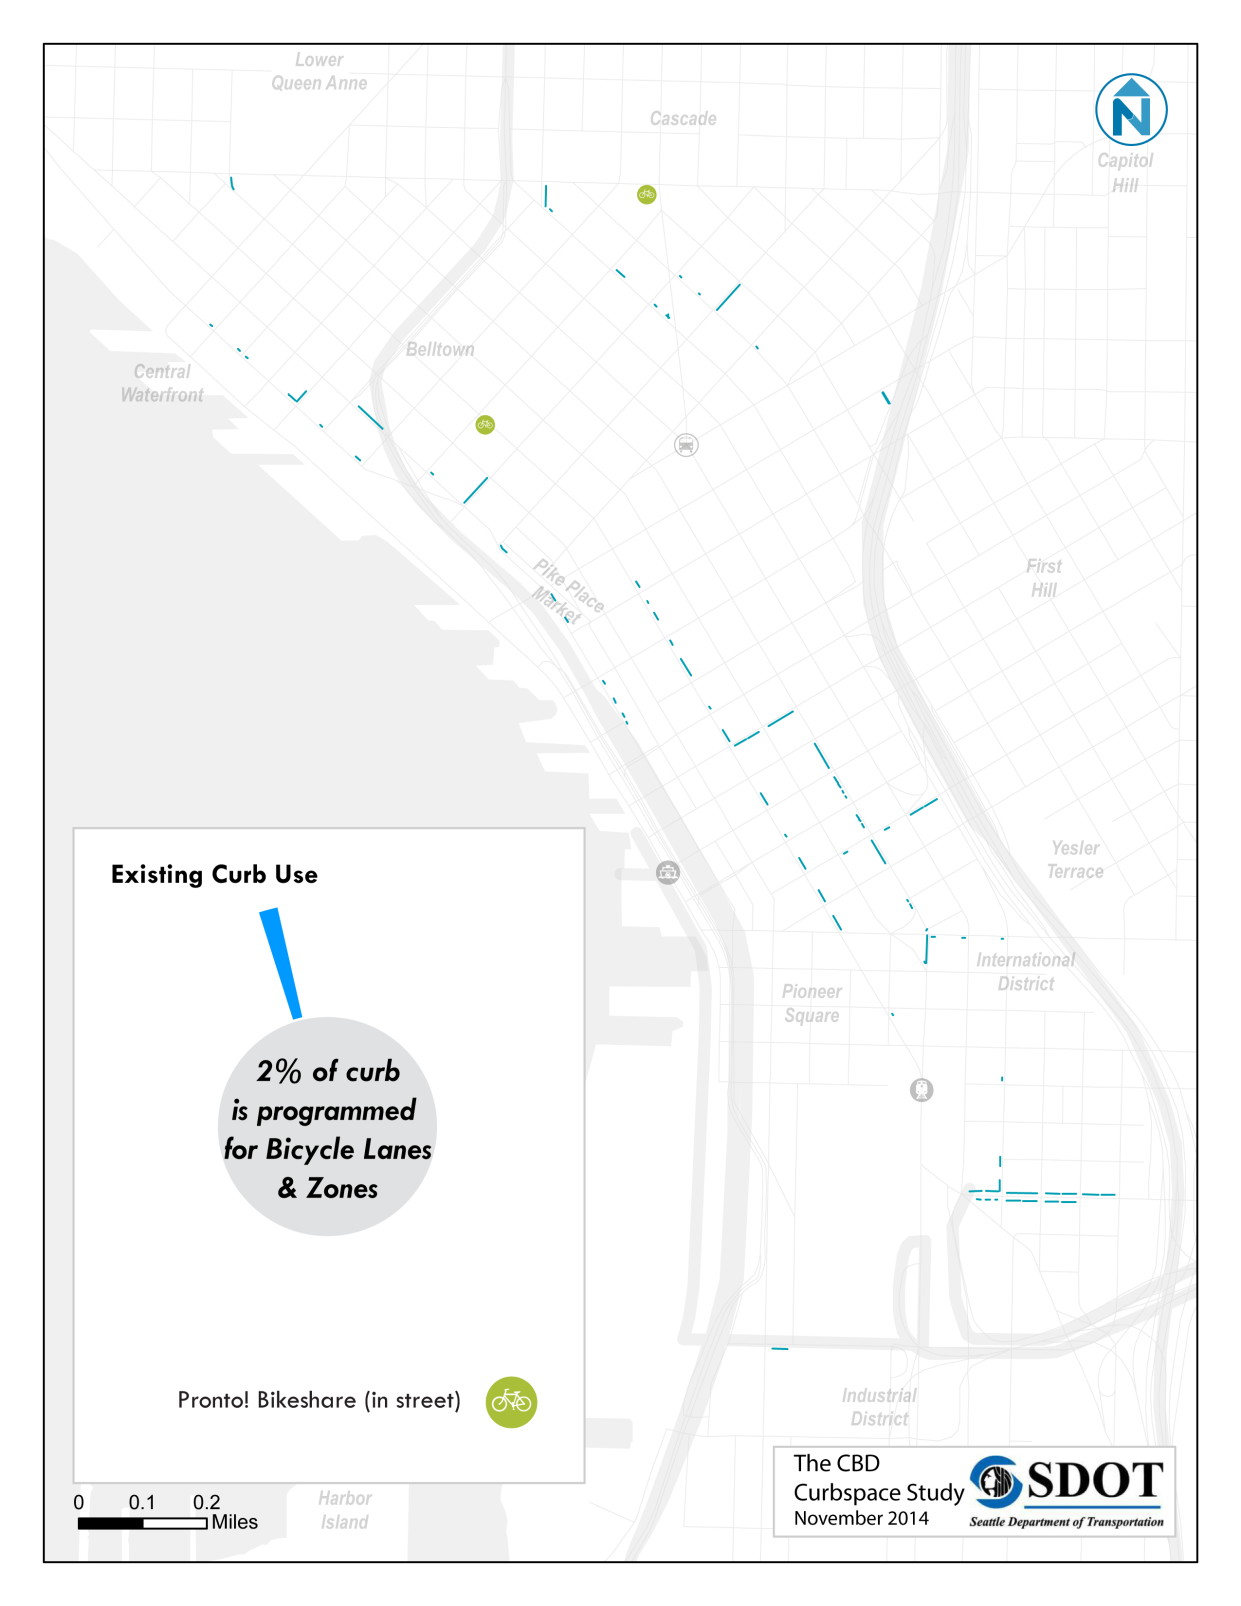 Lower
Queen Anne
Cascade
N
Capitol
Hill
Belltown
Central
Waterfront
Pike Place
Market
First
Hill
Yesler
Terrace
International
District
Pioneer
Square
Existing Curb Use
2% of curb
is programmed
for Bicycle Lanes
& Zones
Pronto! Bikeshare (in street)
Industrial
District
Harbor
Island
0 0.1 0.2
Miles
The CBD
Curbspace Study
November 2014
SDOT
Seattle Department of Transportation